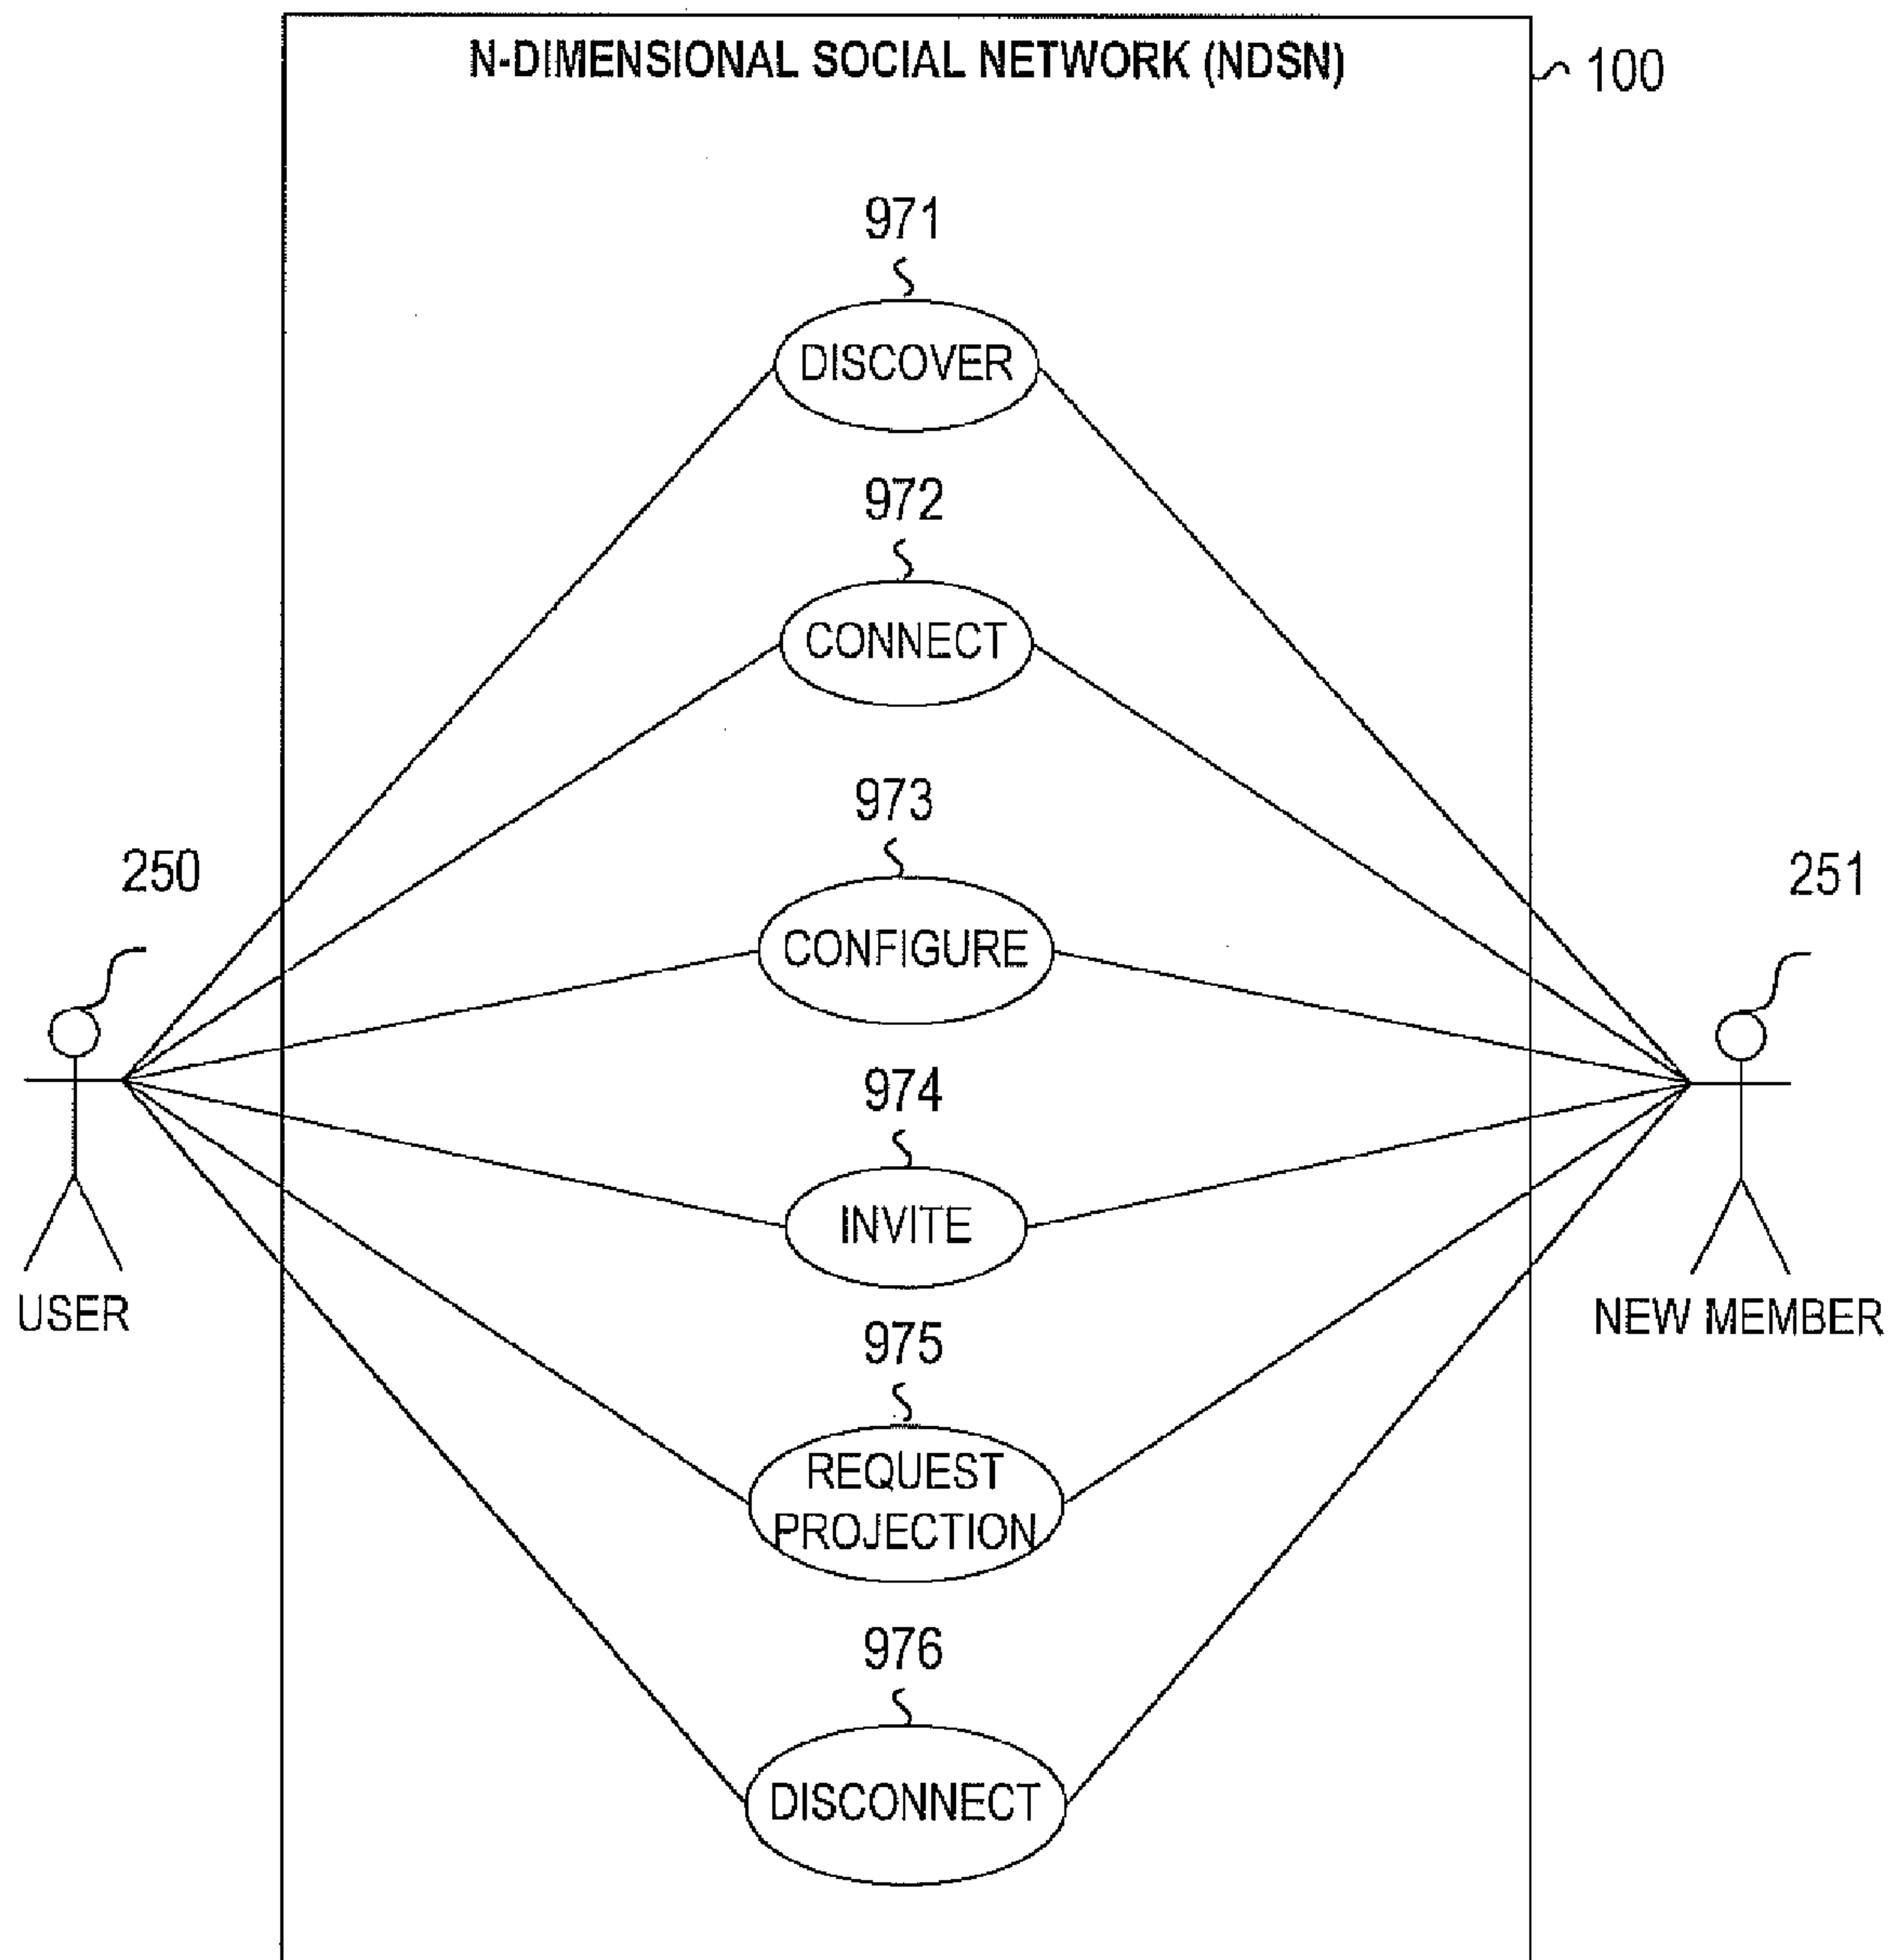 N-DIMENSIONAL SOCIAL NETWORK (NDSN)
100
971
DISCOVER
972
CONNECT
973
CONFIGURE
250
251
974
INVITE
USER
NEW MEMBER
975
REQUEST
PROJECTION
976
DISCONNECT